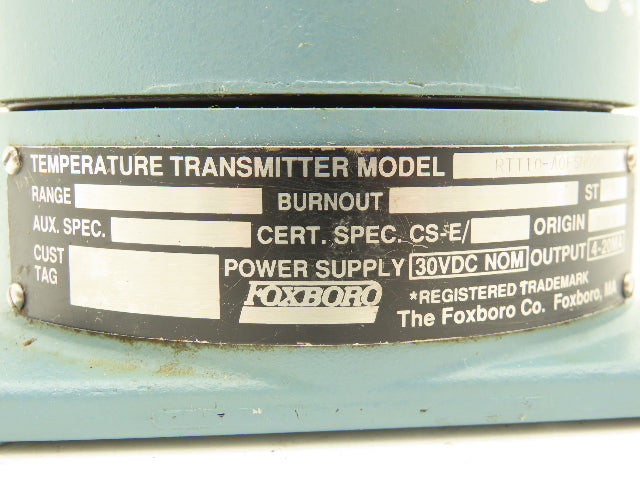 TEMPERATURE TRANSMITTER MODEL
RANGE BURNOUT ST
AUX. SPEC. CERT. SPEC. CS-E/ ORIGIN
CUST TAG POWER SUPPLY 30VDC NOM OUTPUT 4-20MA
FOXBORO *REGISTERED TRADEMARK
The Foxboro Co. Foxboro, MA